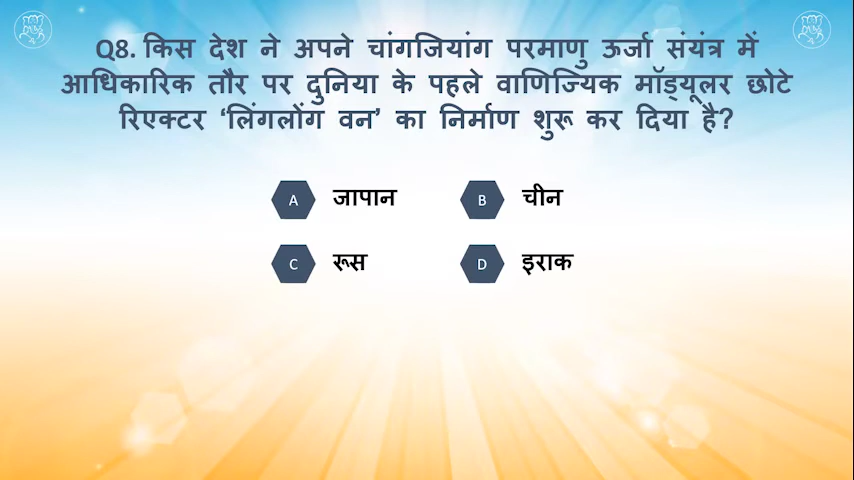 Q8. किस देश ने अपने चांगजियांग परमाणु ऊर्जा संयंत्र में
आधिकारिक तौर पर दुनिया के पहले वाणिज्यिक मॉड्यूलर छोटे
रिएक्टर ‘लिंगलोंग वन’ का निर्माण शुरू कर दिया है?
A जापान B चीन
C रूस D इराक